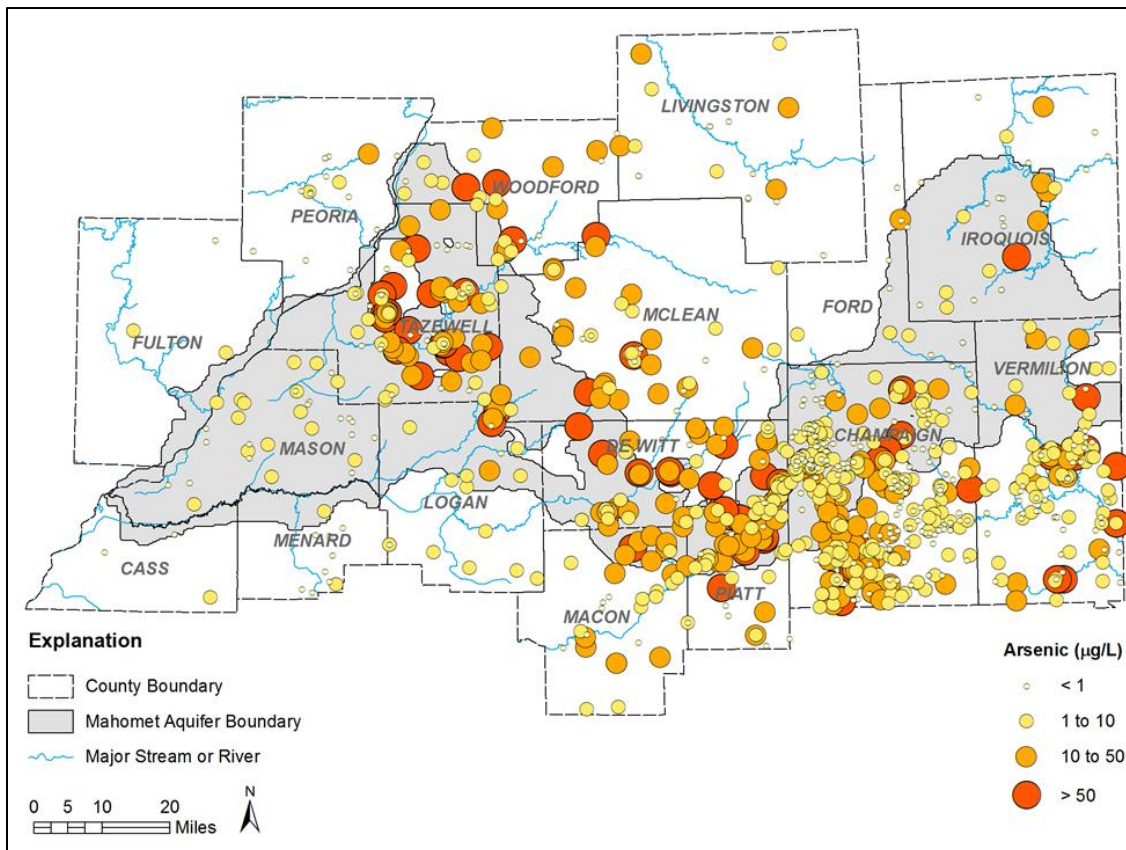 LIVINGSTON
WOODFORD
PEORIA
IROQUOIS
FORD
MCLEAN
TAZEWELL
FULTON
VERMILION
CHAMPAIGN
DE WITT
MASON
LOGAN
MENARD
CASS
PIATT
MACON
Explanation
County Boundary
Mahomet Aquifer Boundary
Major Stream or River
0 5 10 20
Miles
N
Arsenic (µg/L)
< 1
1 to 10
10 to 50
> 50